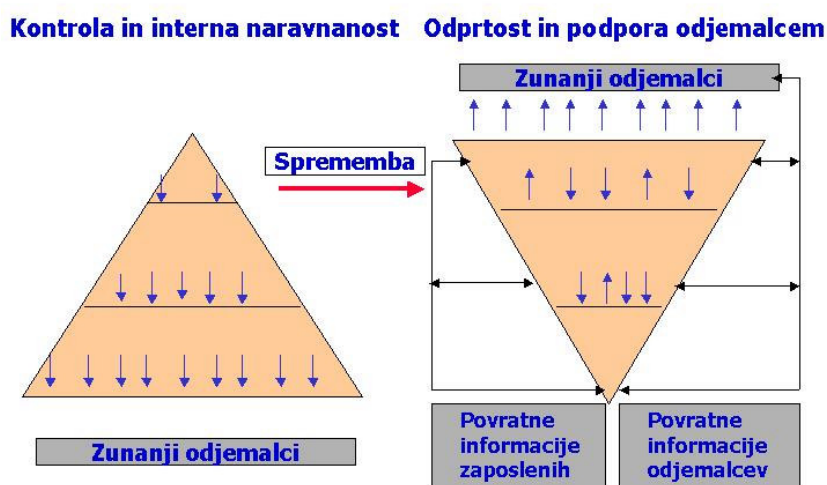 Kontrola in interna naravnanost
Odprtost in podpora odjemalcem
Zunanji odjemalci
Sprememba
Zunanji odjemalci
Povratne
informacije
zaposlenih
Povratne
informacije
odjemalcev